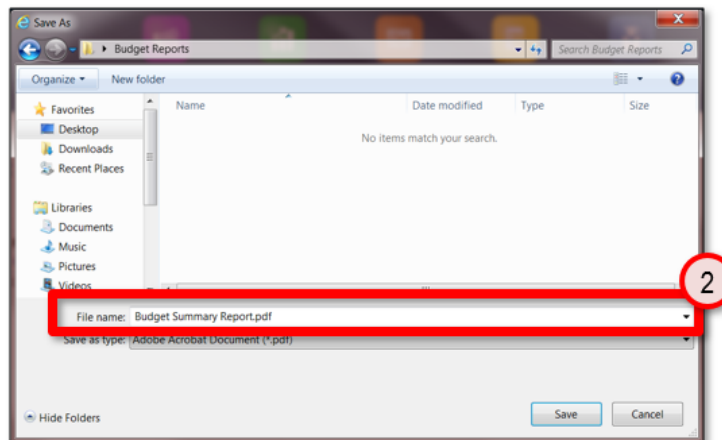 Save As
Budget Reports
Search Budget Reports
Organize
New folder
Name
Date modified
Type
Size
Favorites
Desktop
Downloads
Recent Places
No items match your search.
Libraries
Documents
Music
Pictures
Videos
2
File name: Budget Summary Report.pdf
Save as type: Adobe Acrobat Document (*.pdf)
Hide Folders
Save
Cancel